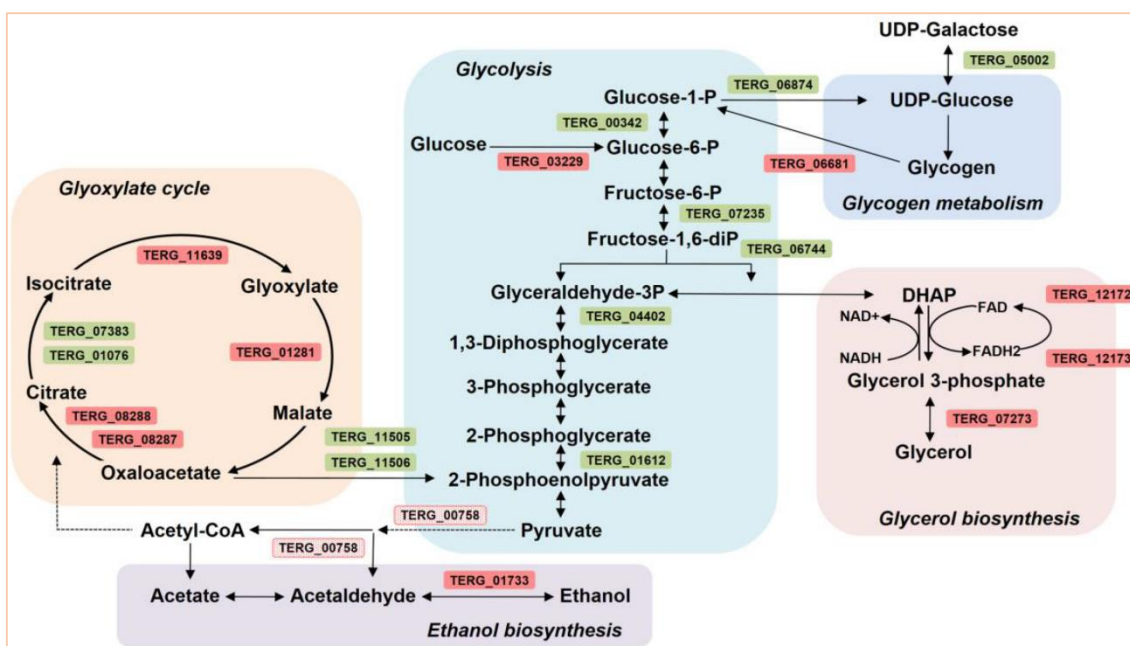 UDP-Galactose
TERG_05002
Glycolysis
TERG_06874
Glucose-1-P
UDP-Glucose
TERG_00342
Glucose
Glucose-6-P
TERG_03229
TERG_06681
Glycogen
Glycogen metabolism
Fructose-6-P
TERG_07235
Fructose-1,6-diP
TERG_06744
Glyoxylate cycle
TERG_11639
Isocitrate
Glyoxylate
TERG_07383
TERG_01076
TERG_01281
Citrate
Malate
TERG_08288
TERG_08287
Oxaloacetate
TERG_11505
TERG_11506
Glyceraldehyde-3P
TERG_04402
1,3-Diphosphoglycerate
3-Phosphoglycerate
2-Phosphoglycerate
TERG_01612
2-Phosphoenolpyruvate
Pyruvate
DHAP
TERG_12172
NAD+
FAD
NADH
FADH2
TERG_12173
Glycerol 3-phosphate
TERG_07273
Glycerol
Glycerol biosynthesis
TERG_00758
Acetyl-CoA
TERG_00758
TERG_01733
Acetate
Acetaldehyde
Ethanol
Ethanol biosynthesis